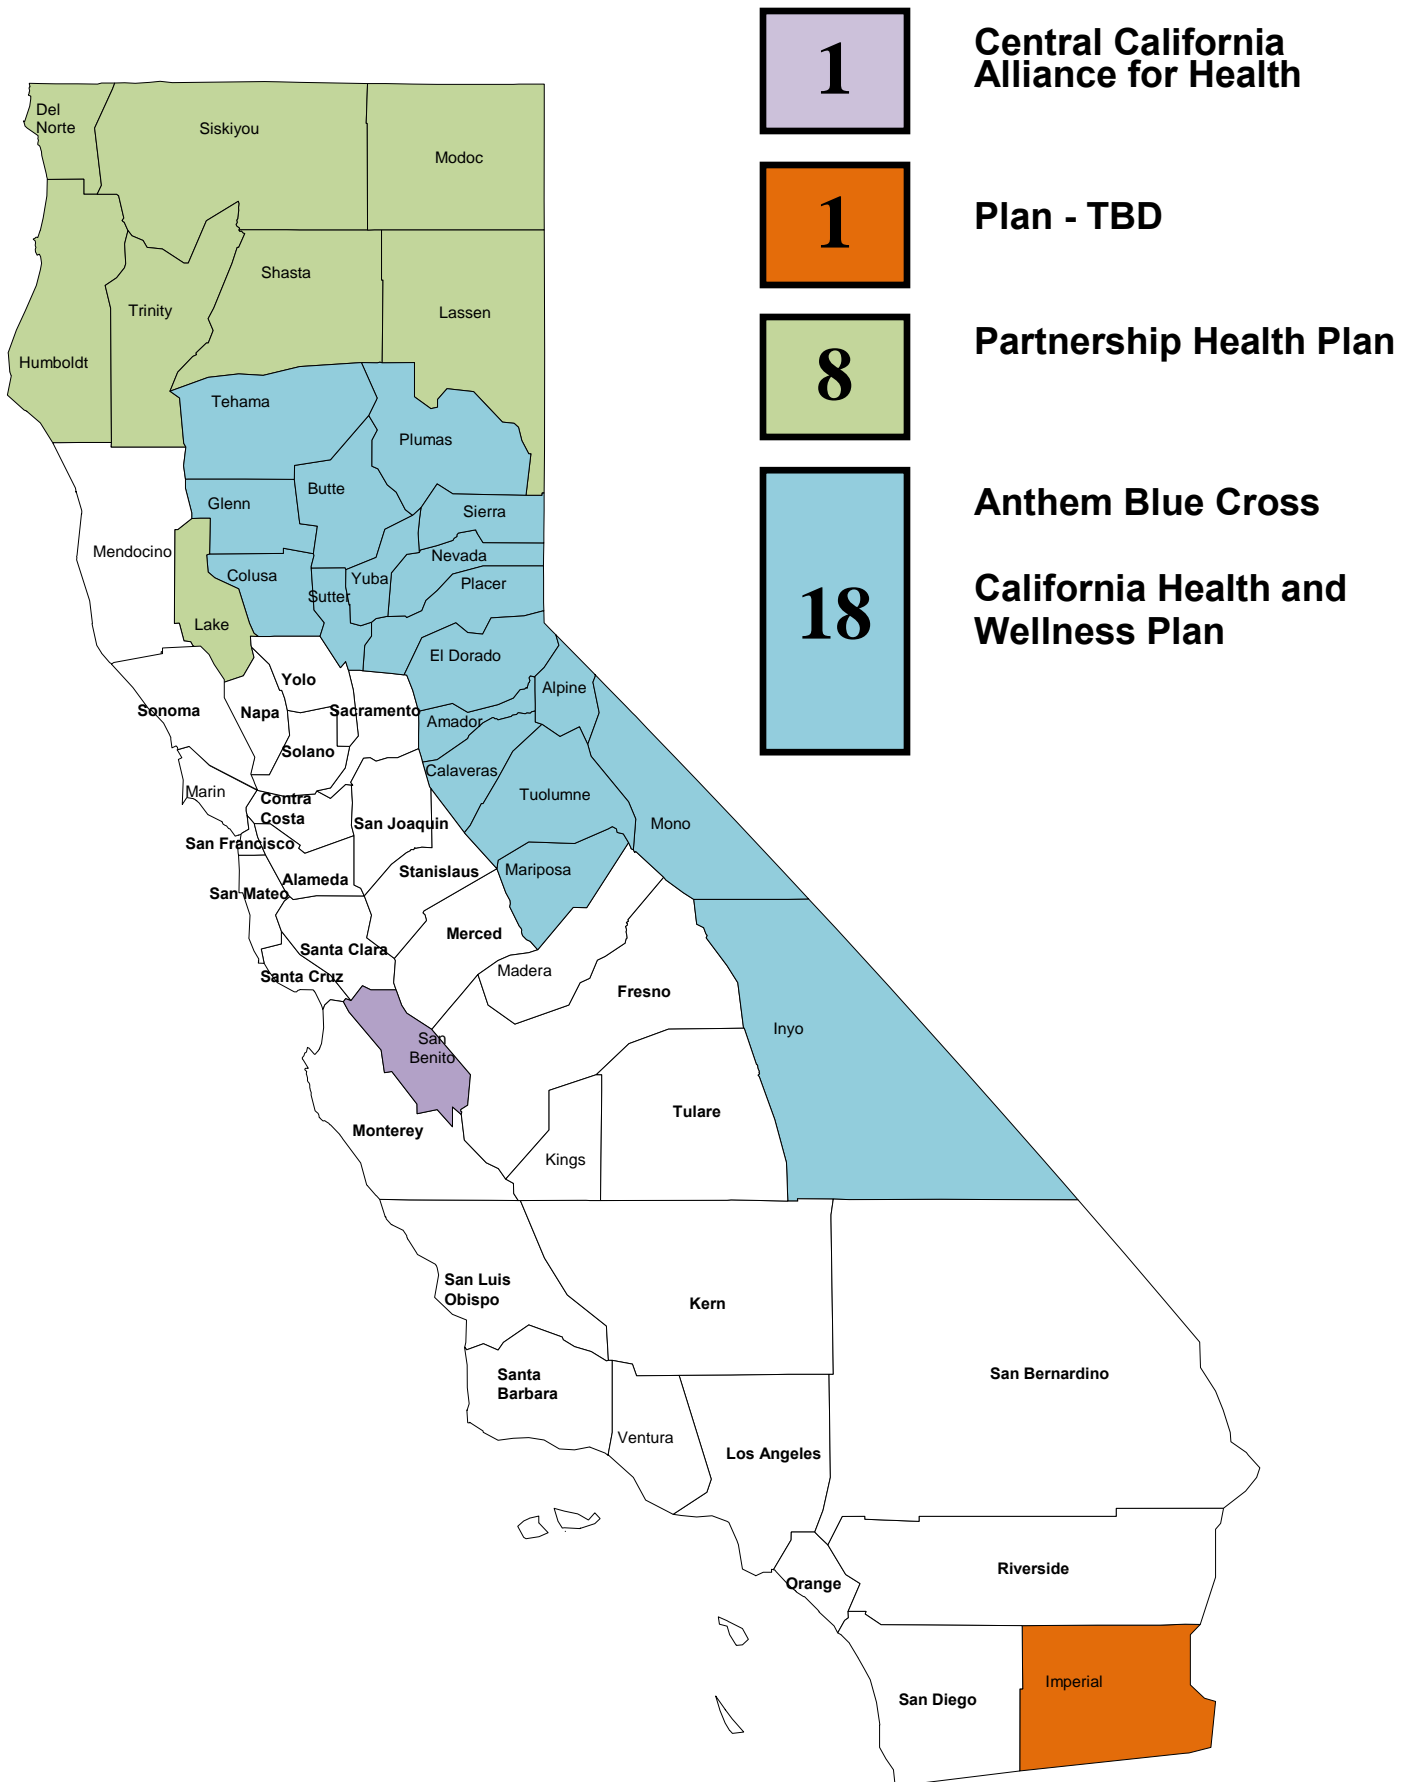 1
Central California
Alliance for Health
1
Plan - TBD
8
Partnership Health Plan
18
Anthem Blue Cross
California Health and
Wellness Plan
Del
Norte
Siskiyou
Modoc
Shasta
Trinity
Lassen
Humboldt
Tehama
Plumas
Butte
Glenn
Sierra
Mendocino
Nevada
Colusa
Yuba
Placer
Sutter
Lake
El Dorado
Yolo
Alpine
Sonoma
Napa
Sacramento
Amador
Solano
Calaveras
Marin
Contra
Costa
Tuolumne
San Joaquin
Mono
San Francisco
Stanislaus
Mariposa
Alameda
San Mateo
Merced
Santa Clara
Madera
Santa Cruz
Fresno
San
Benito
Inyo
Tulare
Monterey
Kings
San Luis
Obispo
Kern
Santa
Barbara
San Bernardino
Ventura
Los Angeles
Riverside
Orange
Imperial
San Diego